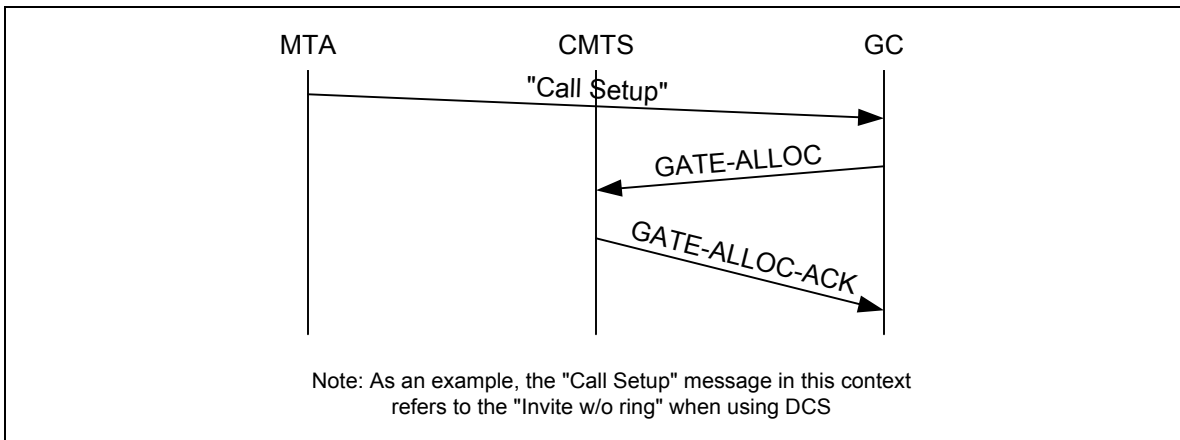 MTA
CMTS
GC
"Call Setup"
GATE-ALLOC
GATE-ALLOC-ACK
Note: As an example, the "Call Setup" message in this context
refers to the "Invite w/o ring" when using DCS